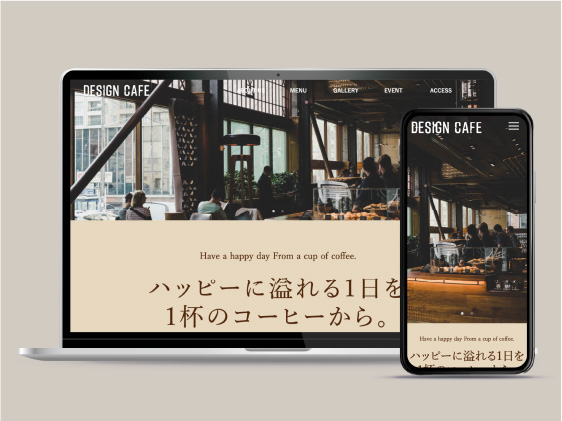 DESIGN CAFE
MENU
GALLERY
EVENT
ACCESS
Have a happy day From a cup of coffee.
ハッピーに溢れる1日を
1杯のコーヒーから。
DESIGN CAFE
Have a happy day From a cup of coffee.
ハッピーに溢れる1日を